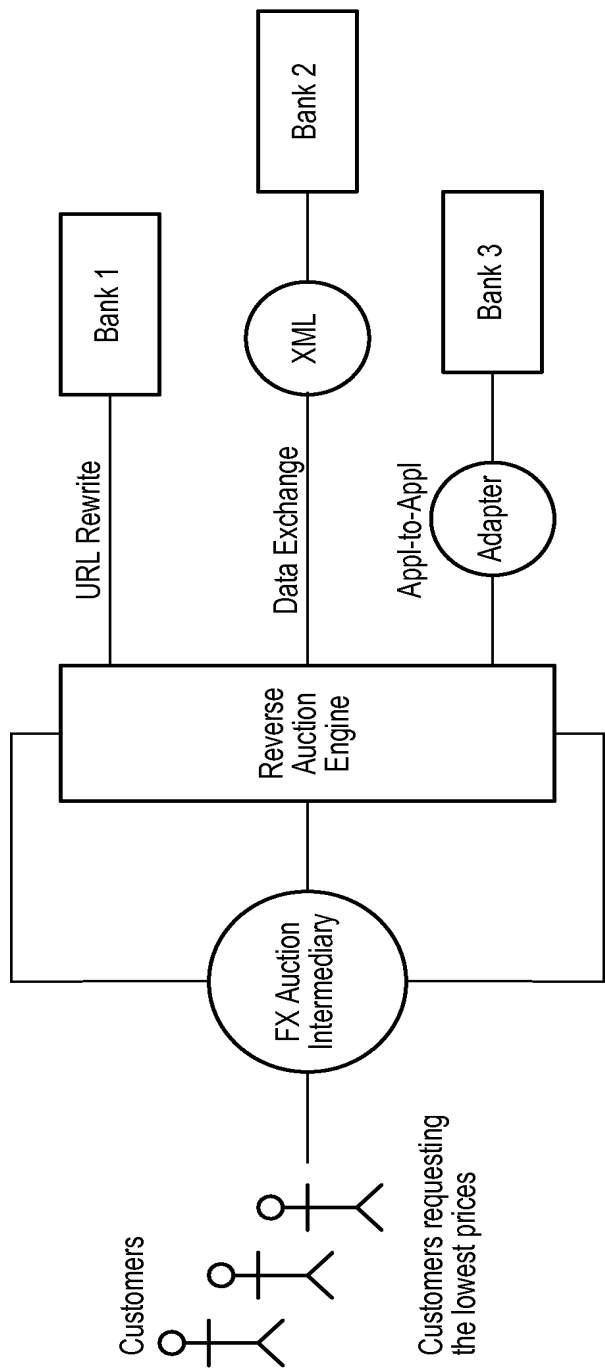 Customers
Customers requesting
the lowest prices
FX Auction
Intermediary
Reverse
Auction
Engine
URL Rewrite
Bank 1
Data Exchange
XML
Bank 2
Appl-to-Appl
Adapter
Bank 3